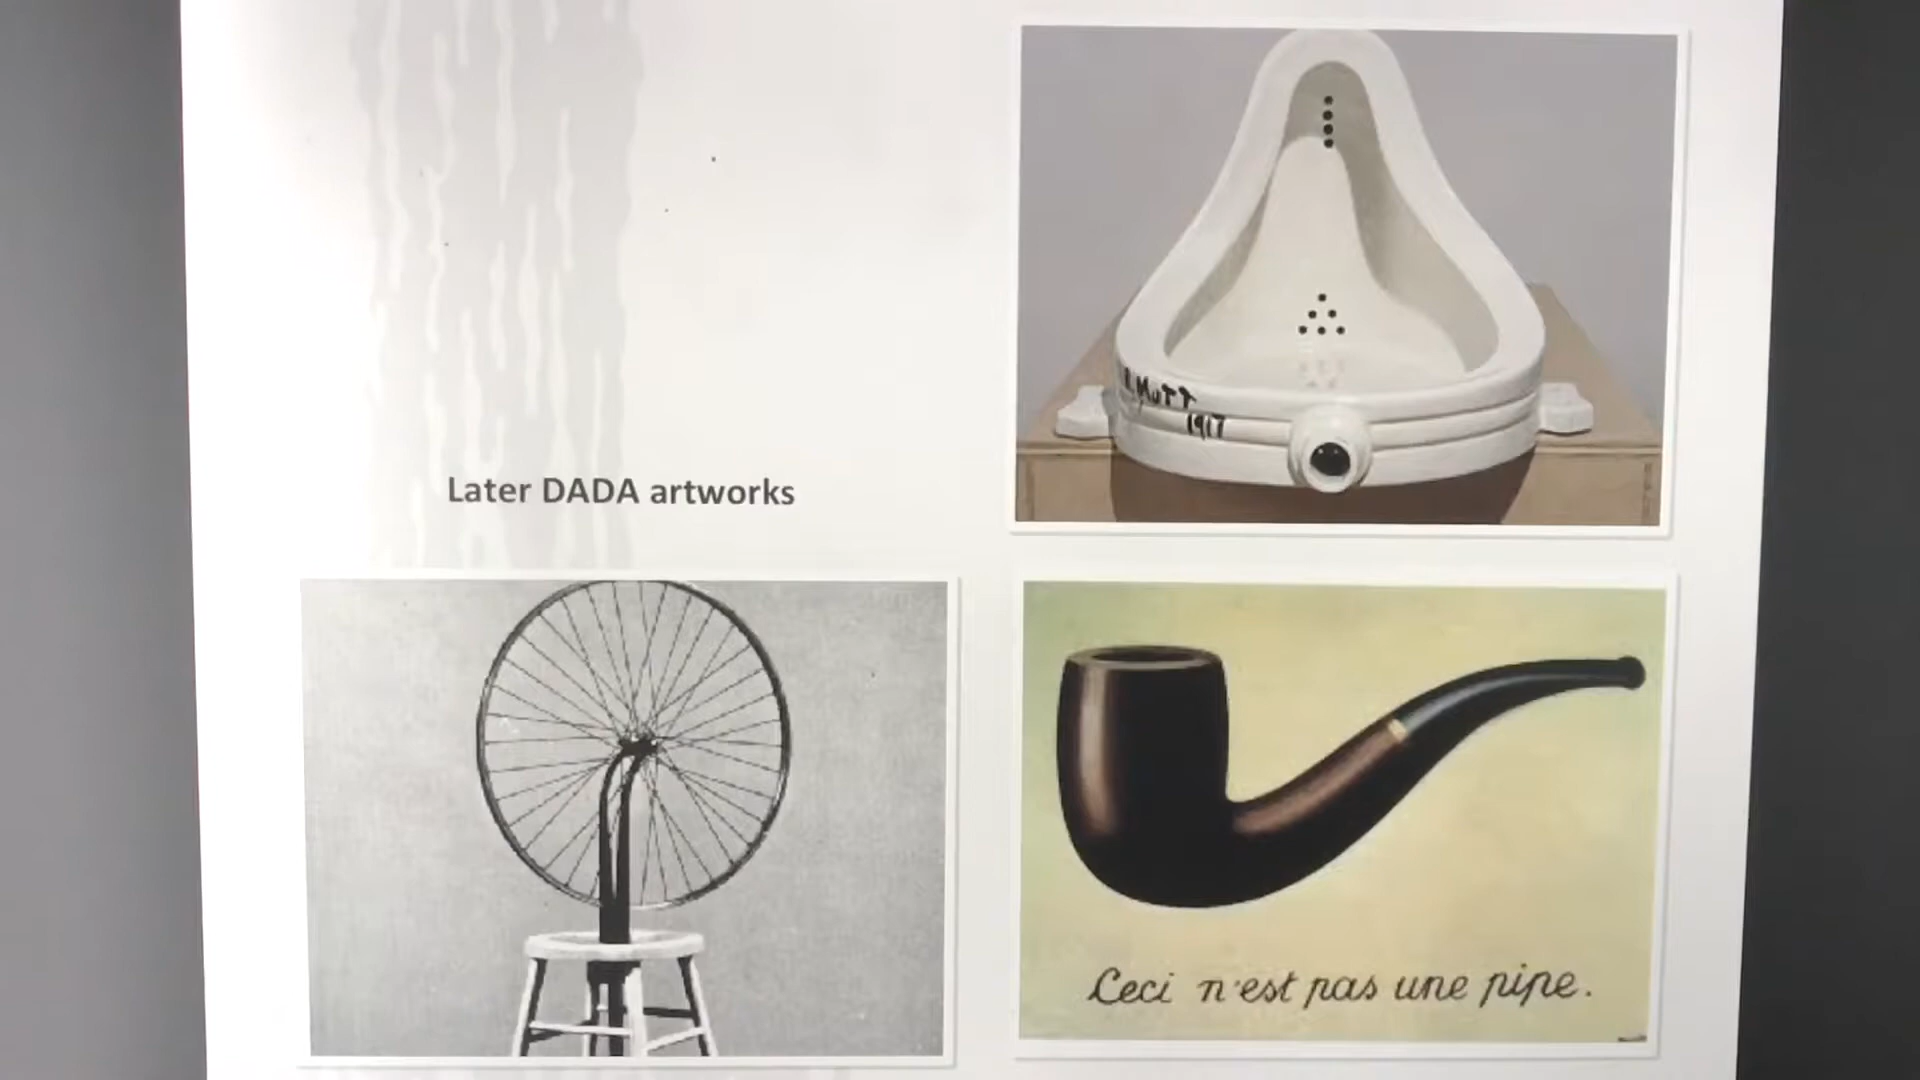 R.MUTT
1917
Later DADA artworks
Ceci n'est pas une pipe.